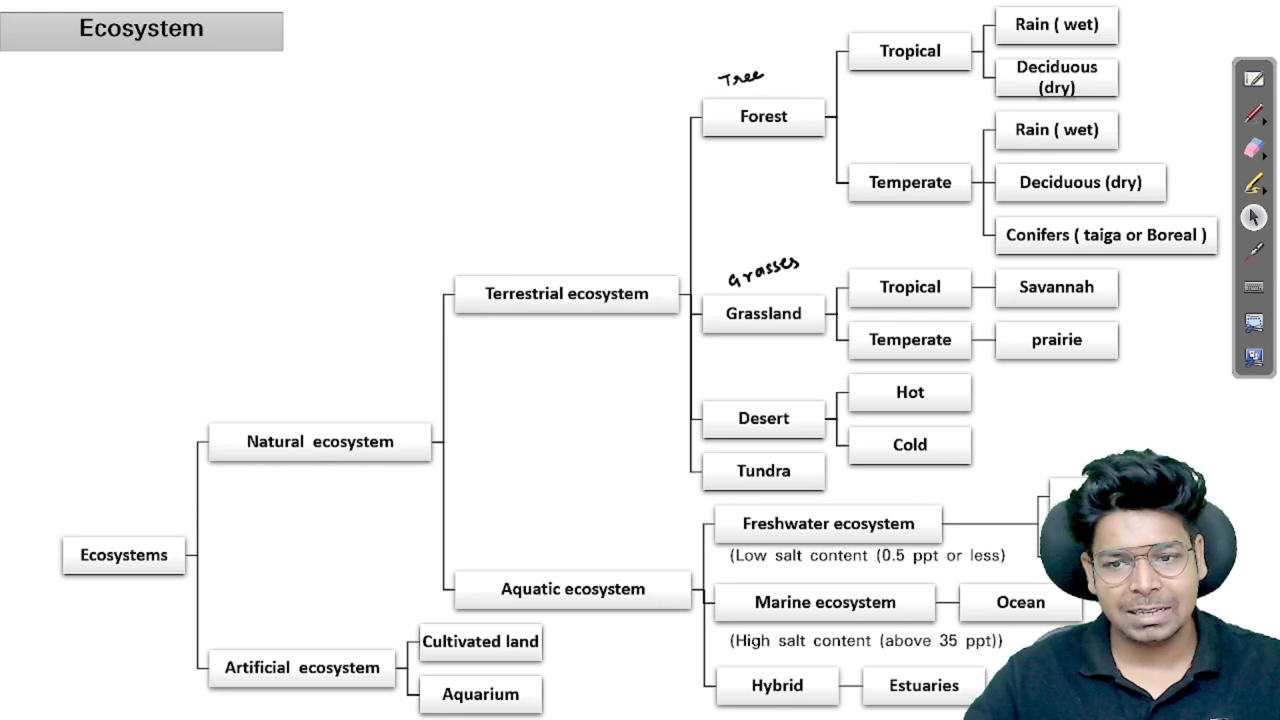 Ecosystem
Rain ( wet)
Tropical
Deciduous
(dry)
Tree
Forest
Rain ( wet)
Temperate
Deciduous (dry)
Conifers ( taiga or Boreal )
Grasses
Terrestrial ecosystem
Grassland
Tropical
Savannah
Temperate
prairie
Hot
Desert
Cold
Natural ecosystem
Tundra
Freshwater ecosystem
(Low salt content (0.5 ppt or less)
Ecosystems
Aquatic ecosystem
Marine ecosystem
Ocean
(High salt content (above 35 ppt))
Cultivated land
Artificial ecosystem
Aquarium
Hybrid
Estuaries